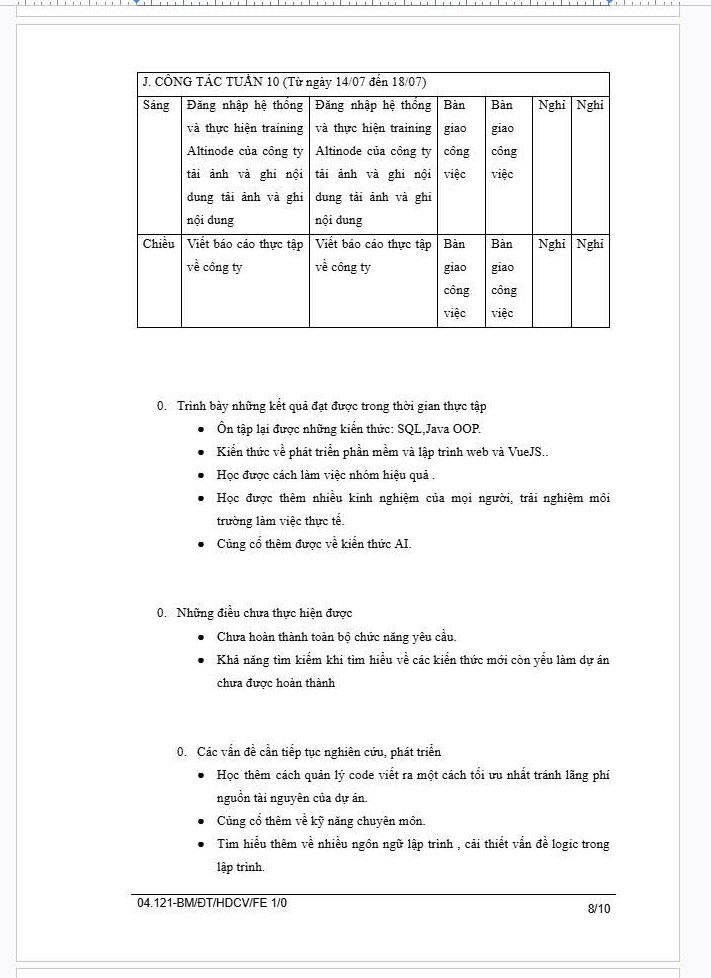 J. CÔNG TÁC TUẦN 10 (Từ ngày 14/07 đến 18/07)
Sáng Đăng nhập hệ thống Đăng nhập hệ thống Bàn Bàn Nghỉ Nghỉ
và thực hiện training và thực hiện training giao giao
Altinode của công ty Altinode của công ty công công
tải ảnh và ghi nội tải ảnh và ghi nội việc việc
dung tải ảnh và ghi dung tải ảnh và ghi
nội dung nội dung
Chiều Viết báo cáo thực tập Viết báo cáo thực tập Bàn Bàn Nghỉ Nghỉ
về công ty về công ty giao giao
công công
việc việc
0. Trình bày những kết quả đạt được trong thời gian thực tập
● Ôn tập lại được những kiến thức: SQL,Java OOP.
● Kiến thức về phát triển phần mềm và lập trình web và VueJS..
● Học được cách làm việc nhóm hiệu quả .
● Học được thêm nhiều kinh nghiệm của mọi người, trải nghiệm môi
trường làm việc thực tế.
● Củng cố thêm được về kiến thức AI.
0. Những điều chưa thực hiện được
● Chưa hoàn thành toàn bộ chức năng yêu cầu.
● Khả năng tìm kiếm khi tìm hiểu về các kiến thức mới còn yếu làm dự án
chưa được hoàn thành
0. Các vấn đề cần tiếp tục nghiên cứu, phát triển
● Học thêm cách quản lý code viết ra một cách tối ưu nhất tránh lãng phí
nguồn tài nguyên của dự án.
● Củng cố thêm về kỹ năng chuyên môn.
● Tìm hiểu thêm về nhiều ngôn ngữ lập trình , cải thiết vấn đề logic trong
lập trình.
04.121-BM/ĐT/HDCV/FE 1/0
8/10